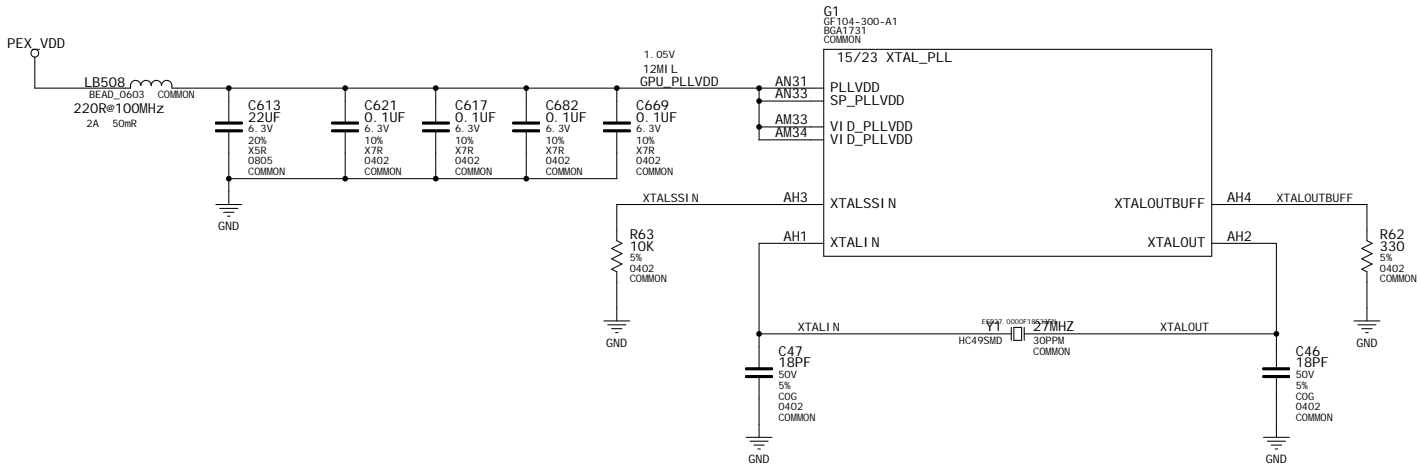 PEX_VDD
LB508
BEAD_0603 COMMON
220R@100MHz
2A 50mR
C613
22UF
6.3V
20%
X5R
0805
COMMON
C621
0.1UF
6.3V
10%
X7R
0402
COMMON
C617
0.1UF
6.3V
10%
X7R
0402
COMMON
C682
0.1UF
6.3V
10%
X7R
0402
COMMON
C669
0.1UF
6.3V
10%
X7R
0402
COMMON
GND
1.05V
12MIL
GPU_PLLVDD
G1
GF104-300-A1
BGA1731
COMMON
15/23 XTAL_PLL
AN31 PLLVDD
AN33 SP_PLLVDD
AM33 VID_PLLVDD
AM34 VID_PLLVDD
XTALSSIN AH3 XTALSSIN
XTALOUTBUFF AH4 XTALOUTBUFF
AH1 XTALIN
XTALOUT AH2
R63
10K
5%
0402
COMMON
GND
R62
330
5%
0402
COMMON
GND
XTALIN
Y1
HC49SMD
27MHZ
30PPM
COMMON
XTALOUT
C47
18PF
50V
5%
COG
0402
COMMON
GND
C46
18PF
50V
5%
COG
0402
COMMON
GND